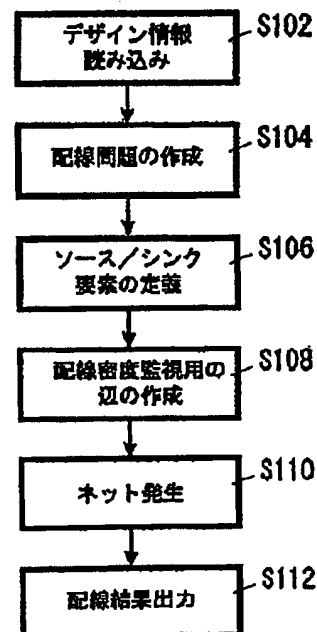 デザイン情報
読み込み
S102
配線問題の作成
S104
ソース/シンク
要素の定義
S106
配線密度監視用の
辺の作成
S108
ネット発生
S110
配線結果出力
S112